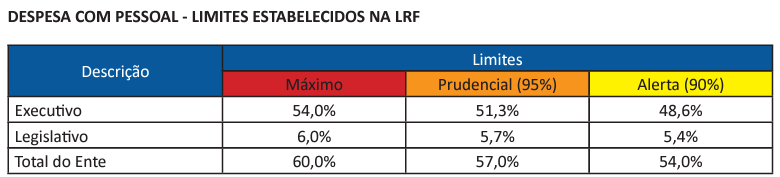 DESPESA COM PESSOAL - LIMITES ESTABELECIDOS NA LRF
Descrição
Limites
Máximo Prudencial (95%) Alerta (90%)
Executivo 54,0% 51,3% 48,6%
Legislativo 6,0% 5,7% 5,4%
Total do Ente 60,0% 57,0% 54,0%